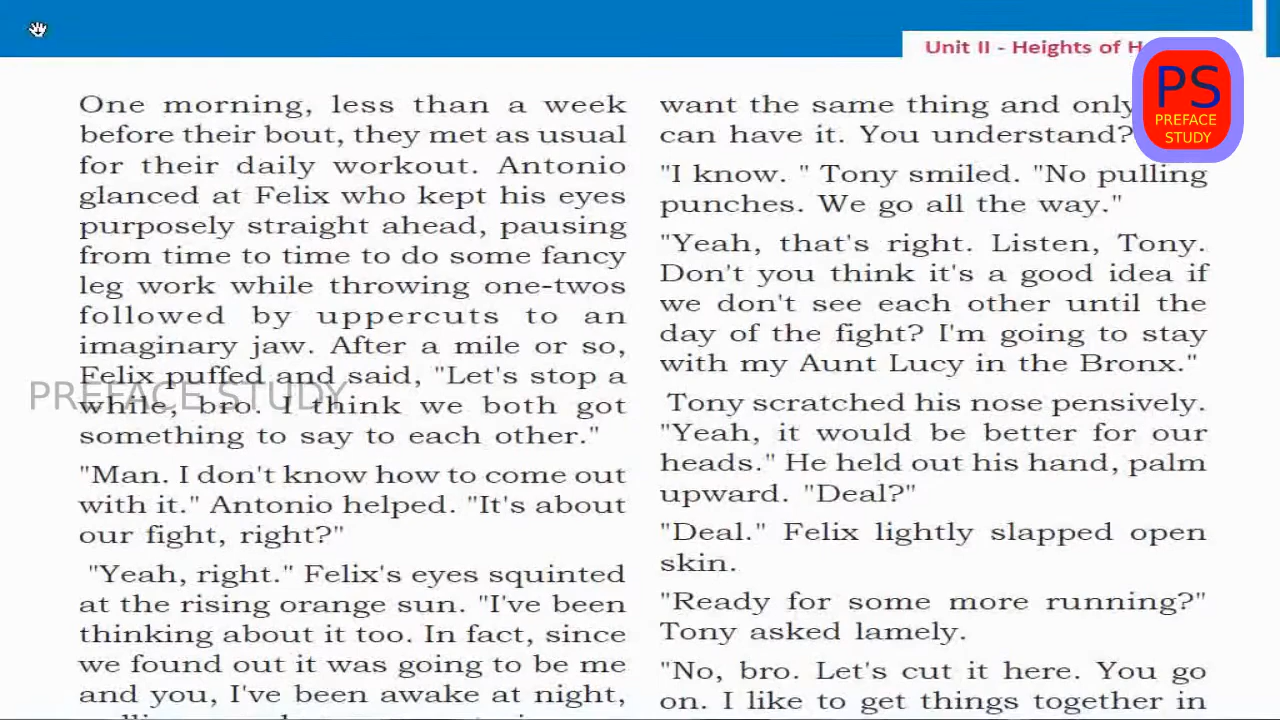 Unit II - Heights of H
PS
PREFACE
STUDY
One morning, less than a week
before their bout, they met as usual
for their daily workout. Antonio
glanced at Felix who kept his eyes
purposely straight ahead, pausing
from time to time to do some fancy
leg work while throwing one-twos
followed by uppercuts to an
imaginary jaw. After a mile or so,
Felix puffed and said, "Let's stop a
while, bro. I think we both got
something to say to each other."
"Man. I don't know how to come out
with it." Antonio helped. "It's about
our fight, right?"
"Yeah, right." Felix's eyes squinted
at the rising orange sun. "I've been
thinking about it too. In fact, since
we found out it was going to be me
and you, I've been awake at night,
PREFACE STUDY
want the same thing and only
can have it. You understand?
"I know. " Tony smiled. "No pulling
punches. We go all the way."
"Yeah, that's right. Listen, Tony.
Don't you think it's a good idea if
we don't see each other until the
day of the fight? I'm going to stay
with my Aunt Lucy in the Bronx."
Tony scratched his nose pensively.
"Yeah, it would be better for our
heads." He held out his hand, palm
upward. "Deal?"
"Deal." Felix lightly slapped open
skin.
"Ready for some more running?"
Tony asked lamely.
"No, bro. Let's cut it here. You go
on. I like to get things together in